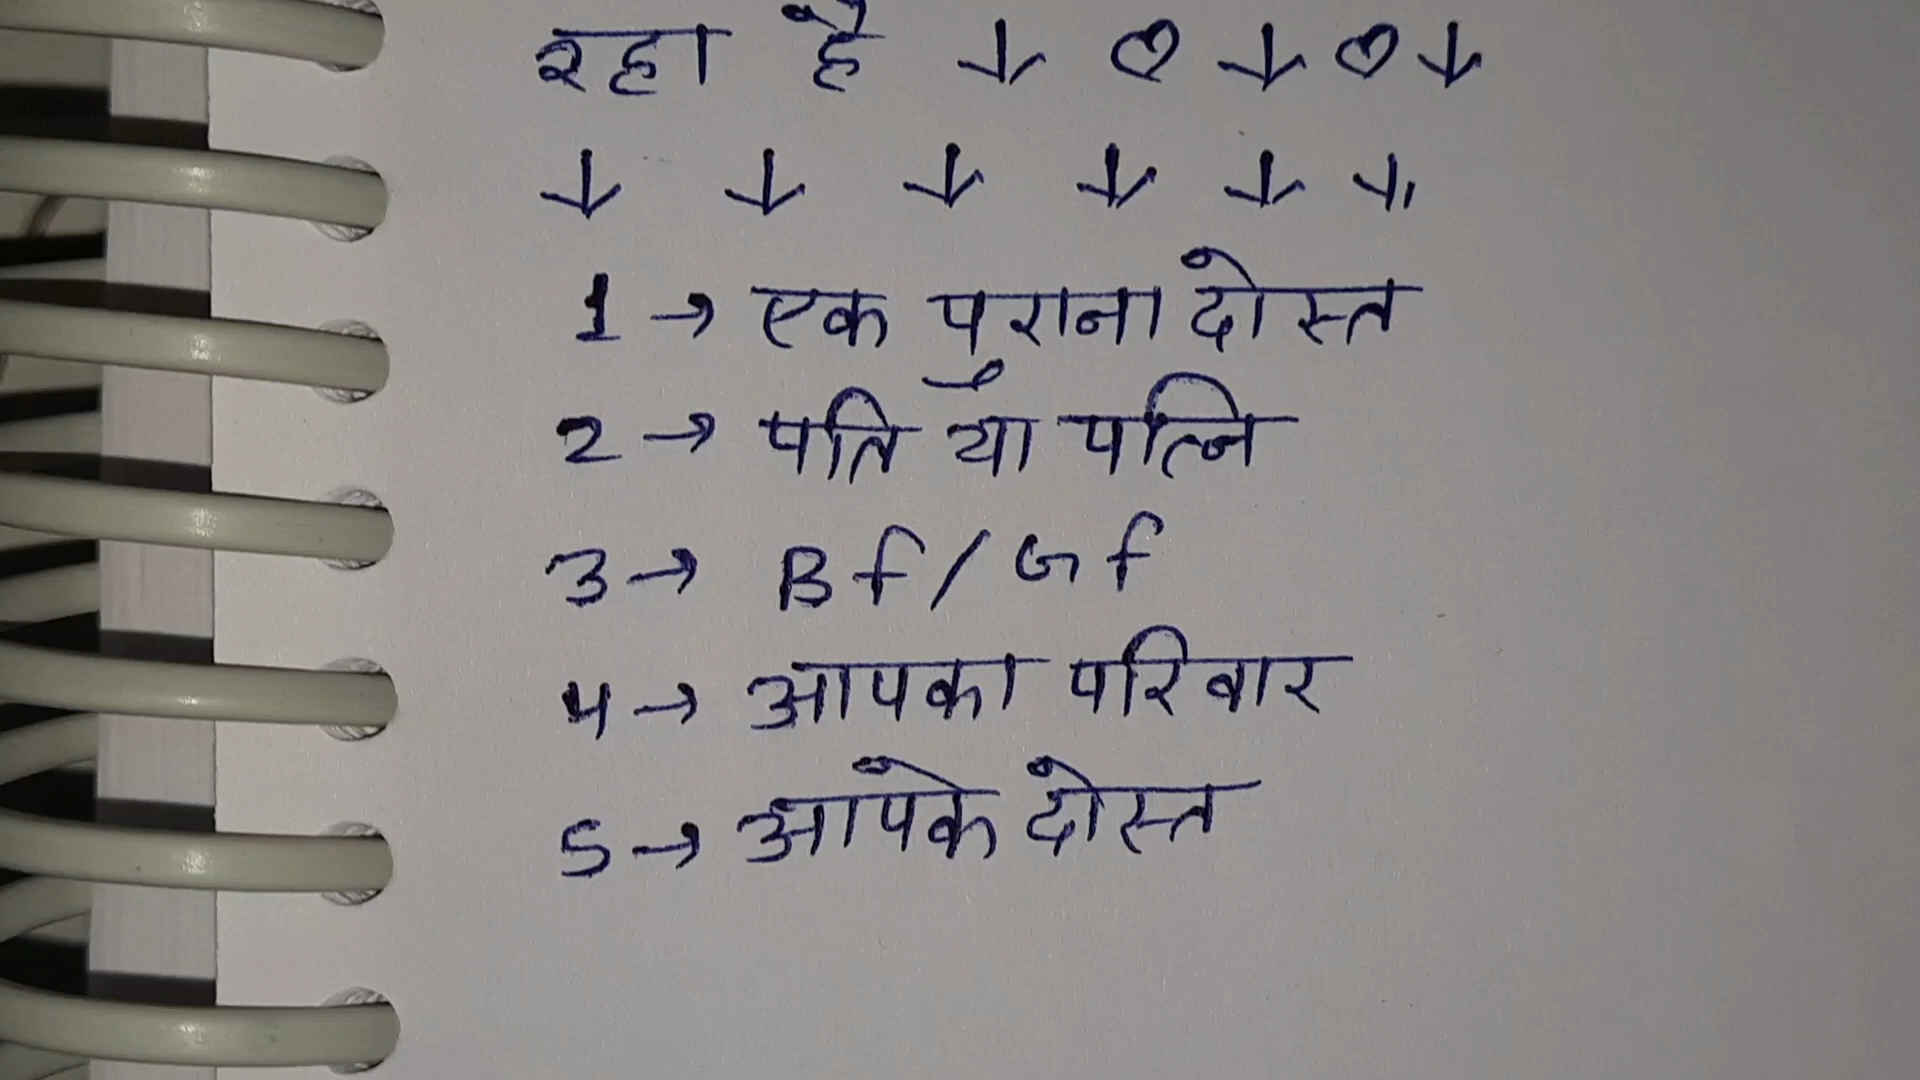 रहा है ↓ ♡ ↓ ♡ ↓
↓ ↓ ↓ ↓ ↓ ↓
1 → एक पुराना दोस्त
2 → पति या पत्नि
3 → Bf / Gf
4 → आपका परिवार
5 → आपके दोस्त